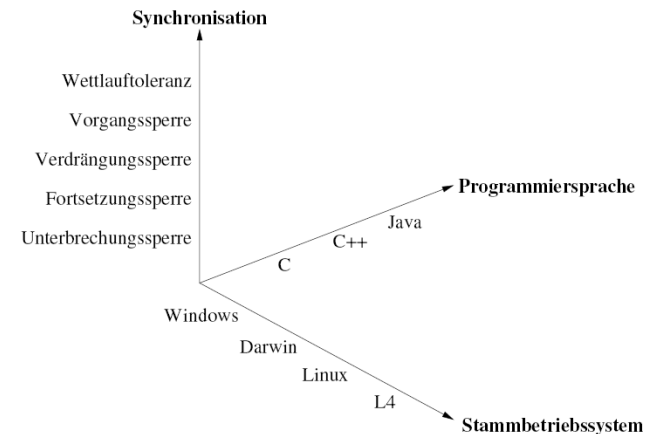 Synchronisation
Wettlauftoleranz
Vorgangssperre
Verdrängungssperre
Fortsetzungssperre
Unterbrechungssperre
Programmiersprache
Java
C++
C
Windows
Darwin
Linux
L4
Stammbetriebssystem